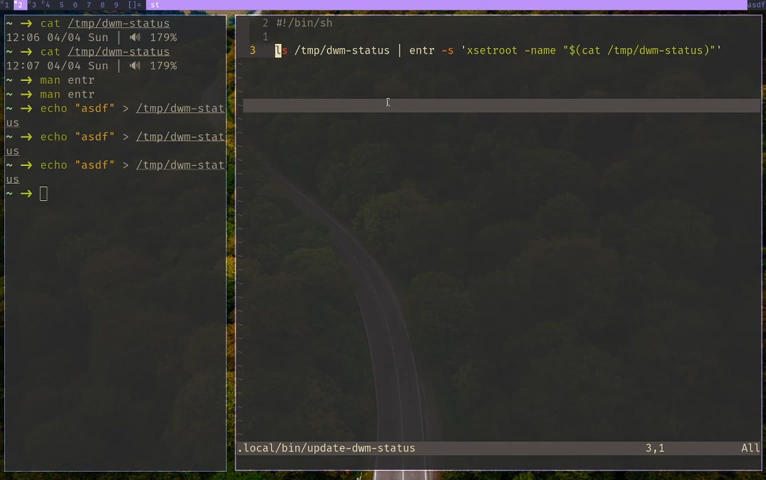 1 2 3 4 5 6 7 8 9 []= st asdf
~ → cat /tmp/dwm-status
12:06 04/04 Sun | 🔊 179%
~ → cat /tmp/dwm-status
12:07 04/04 Sun | 🔊 179%
~ → man entr
~ → man entr
~ → echo "asdf" > /tmp/dwm-stat
us
~ → echo "asdf" > /tmp/dwm-stat
us
~ → echo "asdf" > /tmp/dwm-stat
us
~ →
2 #!/bin/sh
1
3 ls /tmp/dwm-status | entr -s 'xsetroot -name "$(cat /tmp/dwm-status)"'
.local/bin/update-dwm-status 3,1 All